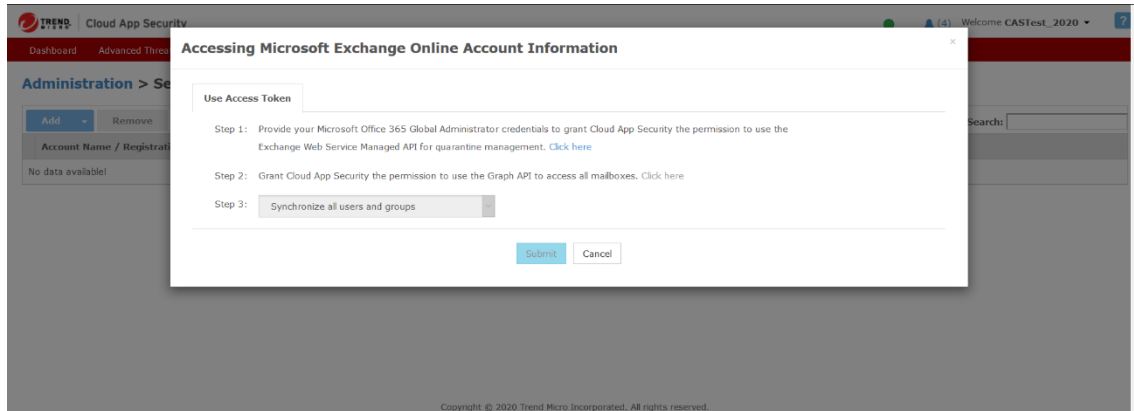 TREND MICRO Cloud App Security (4) Welcome CASTest_2020 ?
Dashboard Advanced Threa
Accessing Microsoft Exchange Online Account Information ×
Administration > Se
Use Access Token
Add Remove Search:
Step 1: Provide your Microsoft Office 365 Global Administrator credentials to grant Cloud App Security the permission to use the
Exchange Web Service Managed API for quarantine management. Click here
Account Name / Registrati
No data available!
Step 2: Grant Cloud App Security the permission to use the Graph API to access all mailboxes. Click here
Step 3: Synchronize all users and groups
Submit Cancel
Copyright © 2020 Trend Micro Incorporated. All rights reserved.